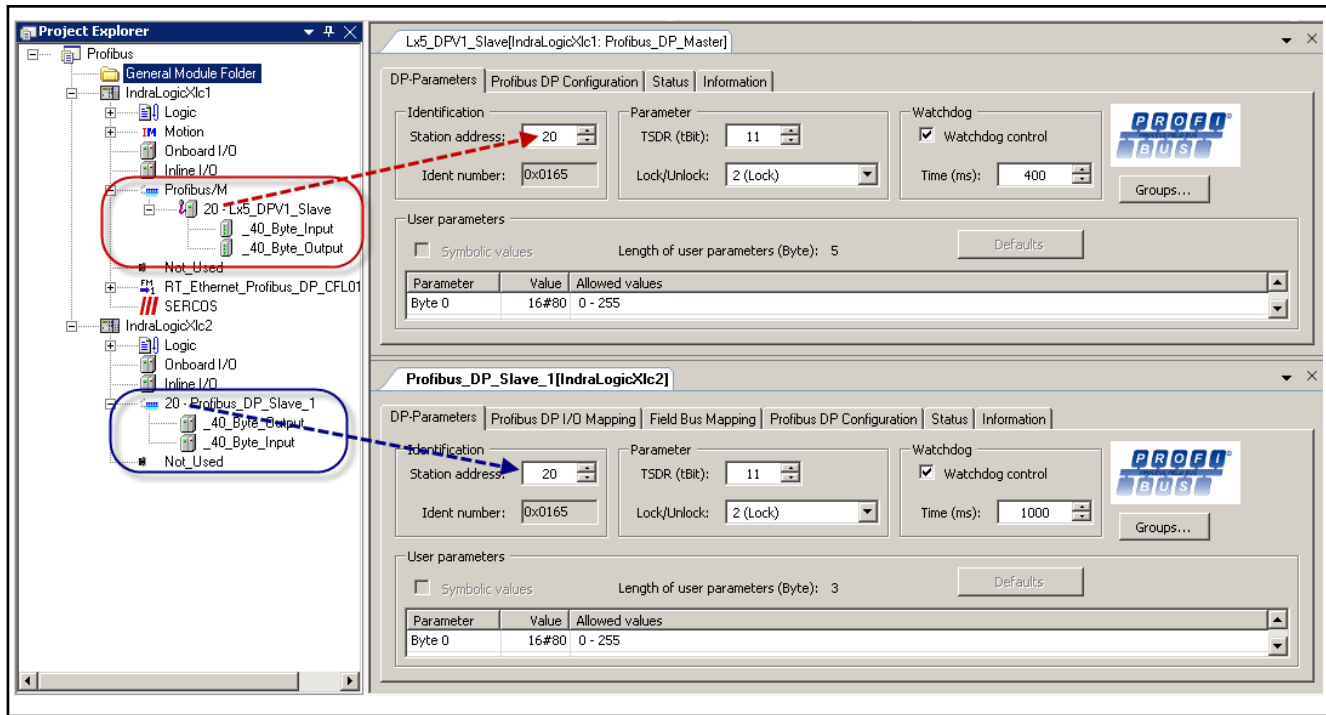 Project Explorer
Profibus
General Module Folder
IndraLogicXlc1
Logic
IM Motion
Onboard I/O
Inline I/O
Profibus/M
20 - Lx5_DPV1_Slave
_40_Byte_Input
_40_Byte_Output
Not_Used
FM1 RT_Ethernet_Profibus_DP_CFL01
SERCOS
IndraLogicXlc2
Logic
Onboard I/O
Inline I/O
20 - Profibus_DP_Slave_1
_40_Byte_Output
_40_Byte_Input
Not_Used
Lx5_DPV1_Slave[IndraLogicXlc1: Profibus_DP_Master]
DP-Parameters Profibus DP Configuration Status Information
Identification Parameter Watchdog
Station address: 20 TSDR (tBit): 11 Watchdog control
Ident number: 0x0165 Lock/Unlock: 2 (Lock) Time (ms): 400
PROFI
BUS
Groups...
User parameters
Symbolic values Length of user parameters (Byte): 5 Defaults
Parameter Value Allowed values
Byte 0 16#80 0 - 255
Profibus_DP_Slave_1[IndraLogicXlc2]
DP-Parameters Profibus DP I/O Mapping Field Bus Mapping Profibus DP Configuration Status Information
Identification Parameter Watchdog
Station address: 20 TSDR (tBit): 11 Watchdog control
Ident number: 0x0165 Lock/Unlock: 2 (Lock) Time (ms): 1000
PROFI
BUS
Groups...
User parameters
Symbolic values Length of user parameters (Byte): 3 Defaults
Parameter Value Allowed values
Byte 0 16#80 0 - 255